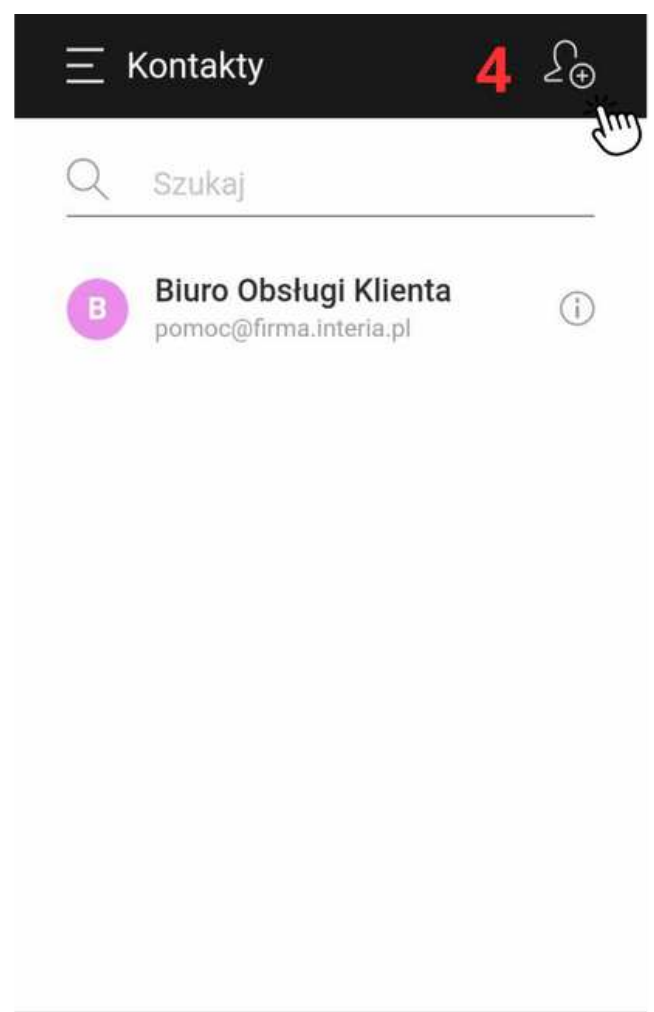 Kontakty 4
Szukaj
B Biuro Obsługi Klienta
pomoc@firma.interia.pl